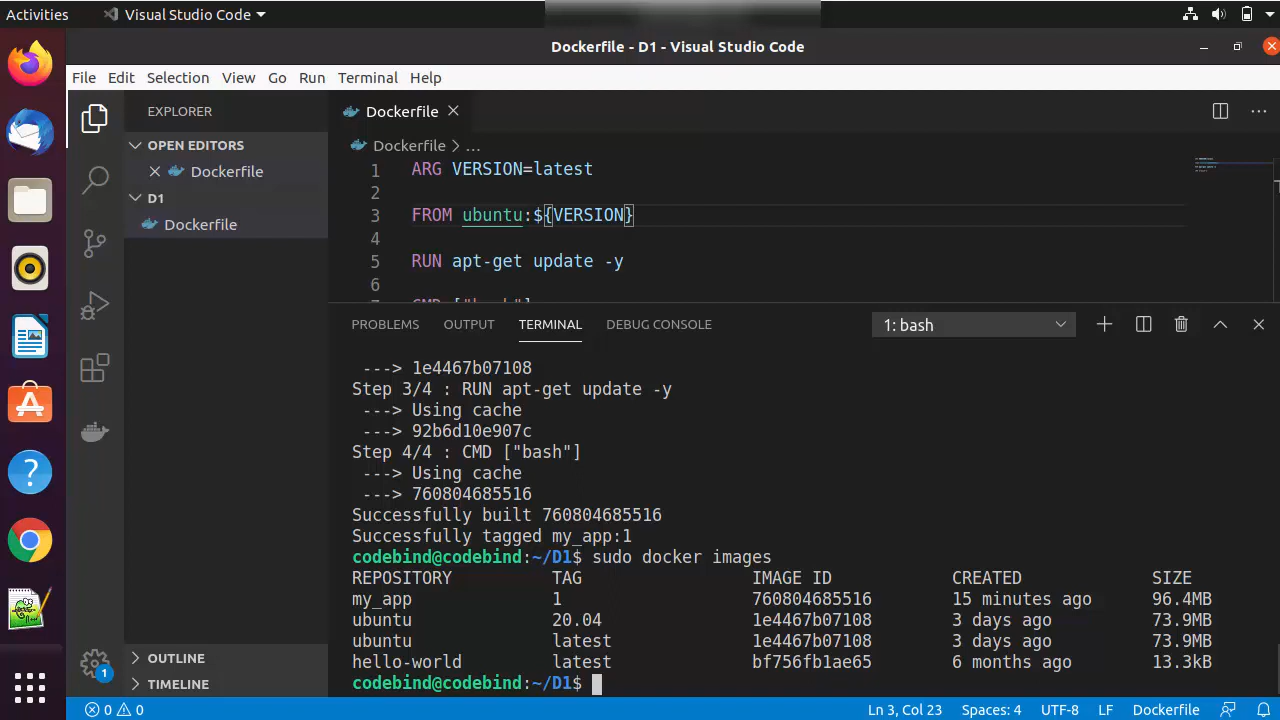 Activities
Visual Studio Code
Dockerfile - D1 - Visual Studio Code
File Edit Selection View Go Run Terminal Help
EXPLORER
OPEN EDITORS
Dockerfile
D1
Dockerfile
OUTLINE
TIMELINE
1
Dockerfile
Dockerfile > ...
1 ARG VERSION=latest
2
3 FROM ubuntu:${VERSION}
4
5 RUN apt-get update -y
6
7 CMD ["bash"]
PROBLEMS OUTPUT TERMINAL DEBUG CONSOLE
1: bash
---> 1e4467b07108
Step 3/4 : RUN apt-get update -y
---> Using cache
---> 92b6d10e907c
Step 4/4 : CMD ["bash"]
---> Using cache
---> 760804685516
Successfully built 760804685516
Successfully tagged my_app:1
codebind@codebind:~/D1$ sudo docker images
REPOSITORY TAG IMAGE ID CREATED SIZE
my_app 1 760804685516 15 minutes ago 96.4MB
ubuntu 20.04 1e4467b07108 3 days ago 73.9MB
ubuntu latest 1e4467b07108 3 days ago 73.9MB
hello-world latest bf756fb1ae65 6 months ago 13.3kB
codebind@codebind:~/D1$
0 0
Ln 3, Col 23 Spaces: 4 UTF-8 LF Dockerfile